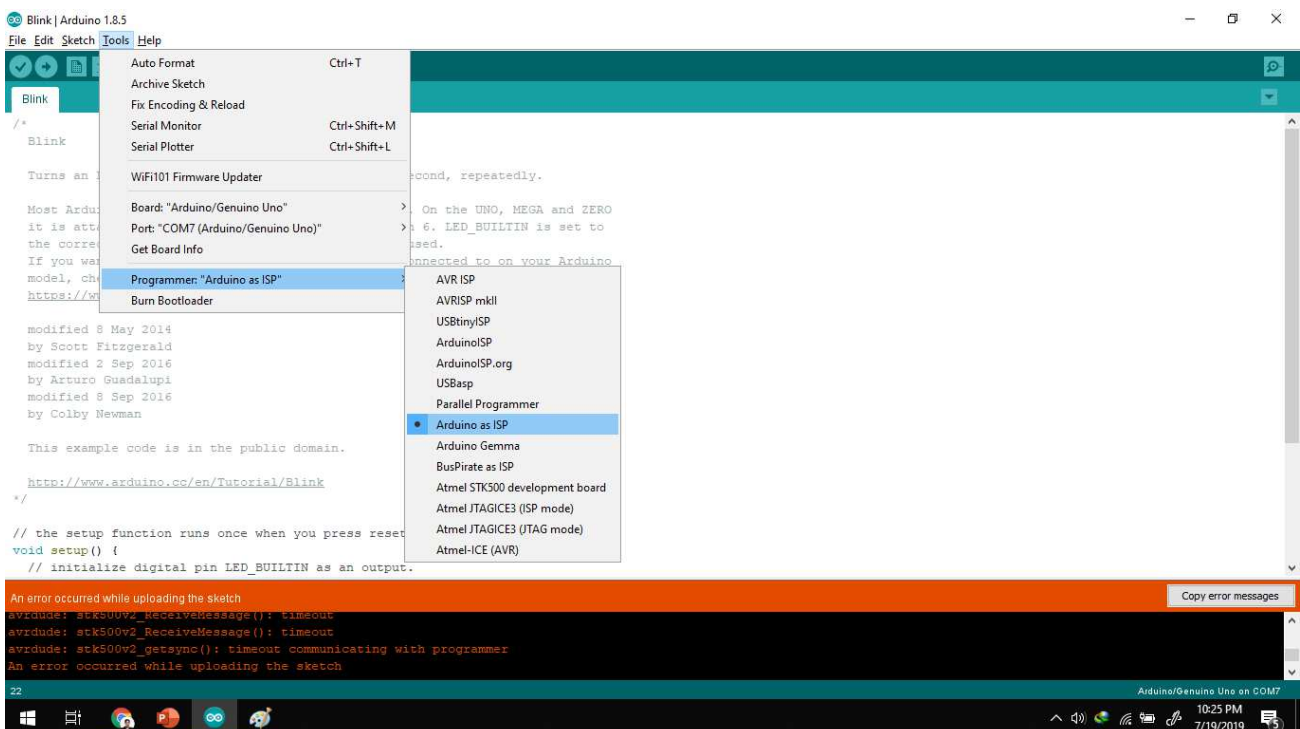 Blink | Arduino 1.8.5
File Edit Sketch Tools Help
Auto Format Ctrl+T
Archive Sketch
Fix Encoding & Reload
Serial Monitor Ctrl+Shift+M
Serial Plotter Ctrl+Shift+L
WiFi101 Firmware Updater
Board: "Arduino/Genuino Uno"
Port: "COM7 (Arduino/Genuino Uno)"
Get Board Info
Programmer: "Arduino as ISP"
Burn Bootloader
AVR ISP
AVRISP mkII
USBtinyISP
ArduinoISP
ArduinoISP.org
USBasp
Parallel Programmer
Arduino as ISP
Arduino Gemma
BusPirate as ISP
Atmel STK500 development board
Atmel JTAGICE3 (ISP mode)
Atmel JTAGICE3 (JTAG mode)
Atmel-ICE (AVR)
Blink
/*
Blink
Turns an repeatedly.
Most On the UNO, MEGA and ZERO
it is 6. LED_BUILTIN is set to
the
If you on your Arduino
model,
modified 8 May 2014
by Scott Fitzgerald
modified 2 Sep 2016
by Arturo Guadalupi
modified 8 Sep 2016
by Colby Newman
This example code is in the public domain.
http://www.arduino.cc/en/Tutorial/Blink
*/
// the setup function runs once when you press reset
void setup() {
// initialize digital pin LED_BUILTIN as an output.
An error occurred while uploading the sketch Copy error messages
avrdude: stk500v2_ReceiveMessage(): timeout
avrdude: stk500v2_ReceiveMessage(): timeout
avrdude: stk500v2_getsync(): timeout communicating with programmer
An error occurred while uploading the sketch
22 Arduino/Genuino Uno on COM7
10:25 PM
7/19/2019
5